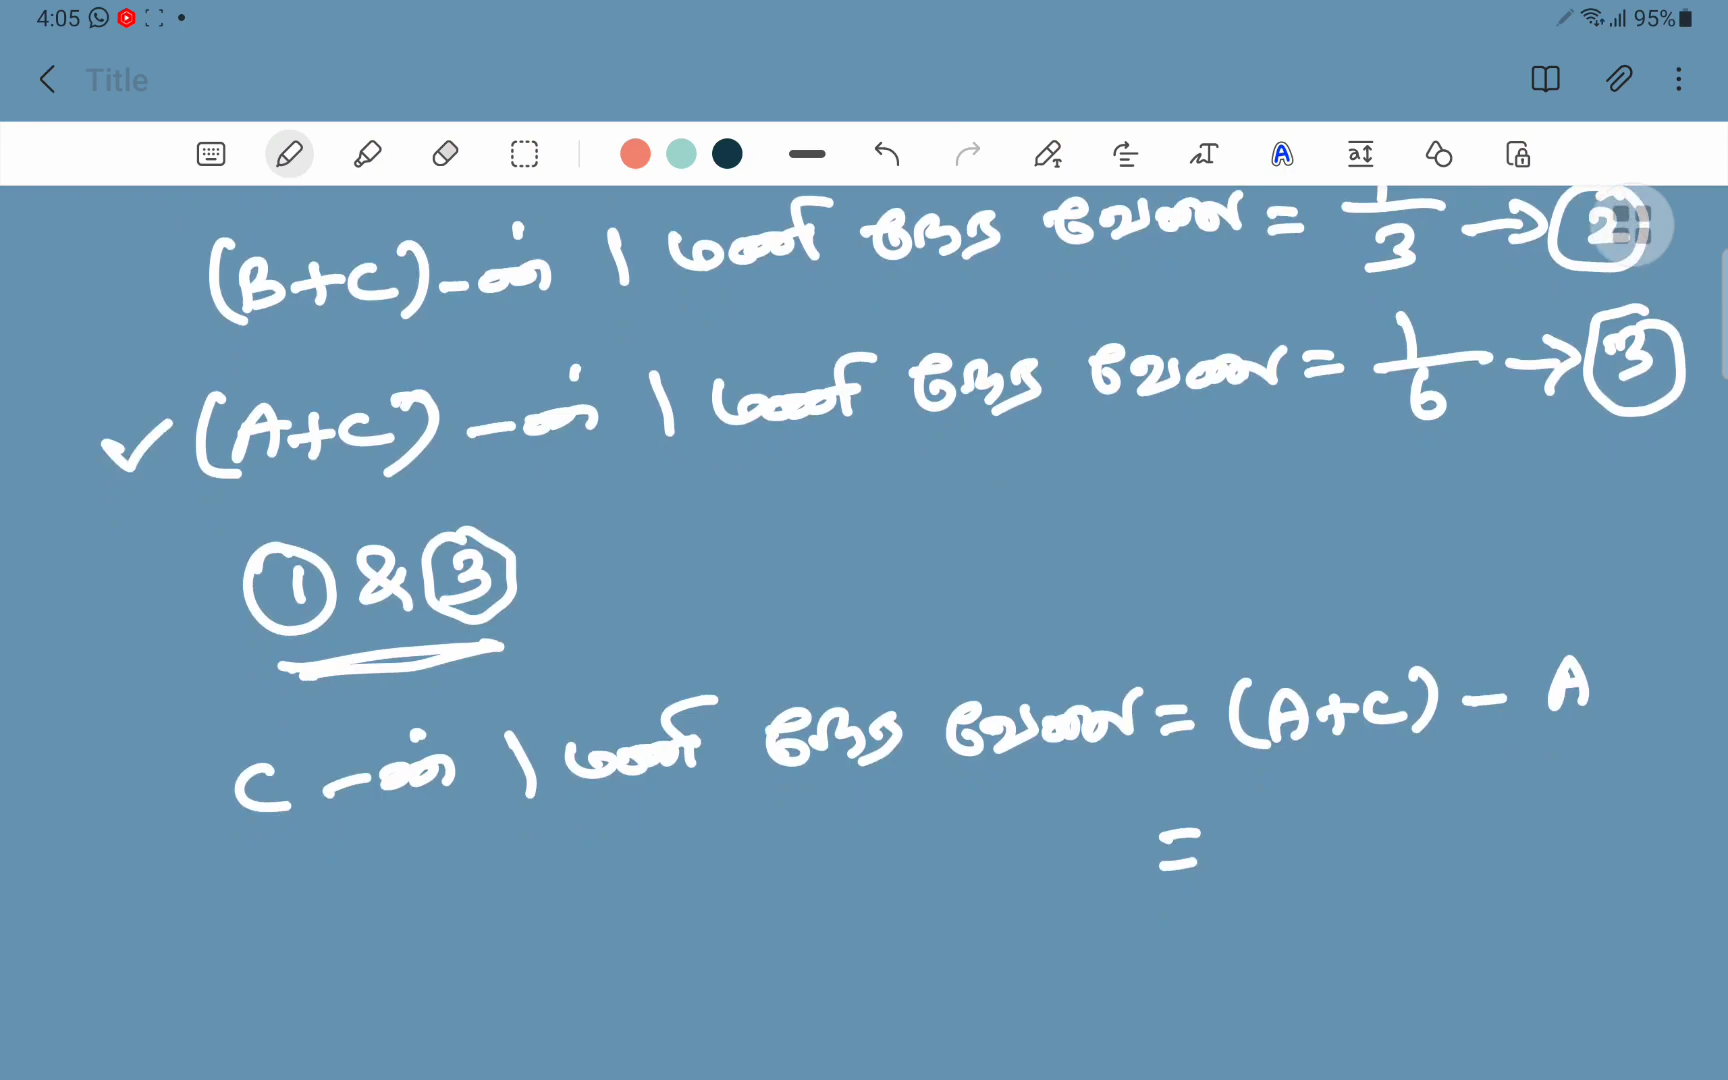 4:05 95%
Title
(B+C)-ன் 1 மணி நேர வேலை = 1/3 → 2
✓ (A+C)-ன் 1 மணி நேர வேலை = 1/6 → 3
1 & 3
C-ன் 1 மணி நேர வேலை = (A+C) - A
=